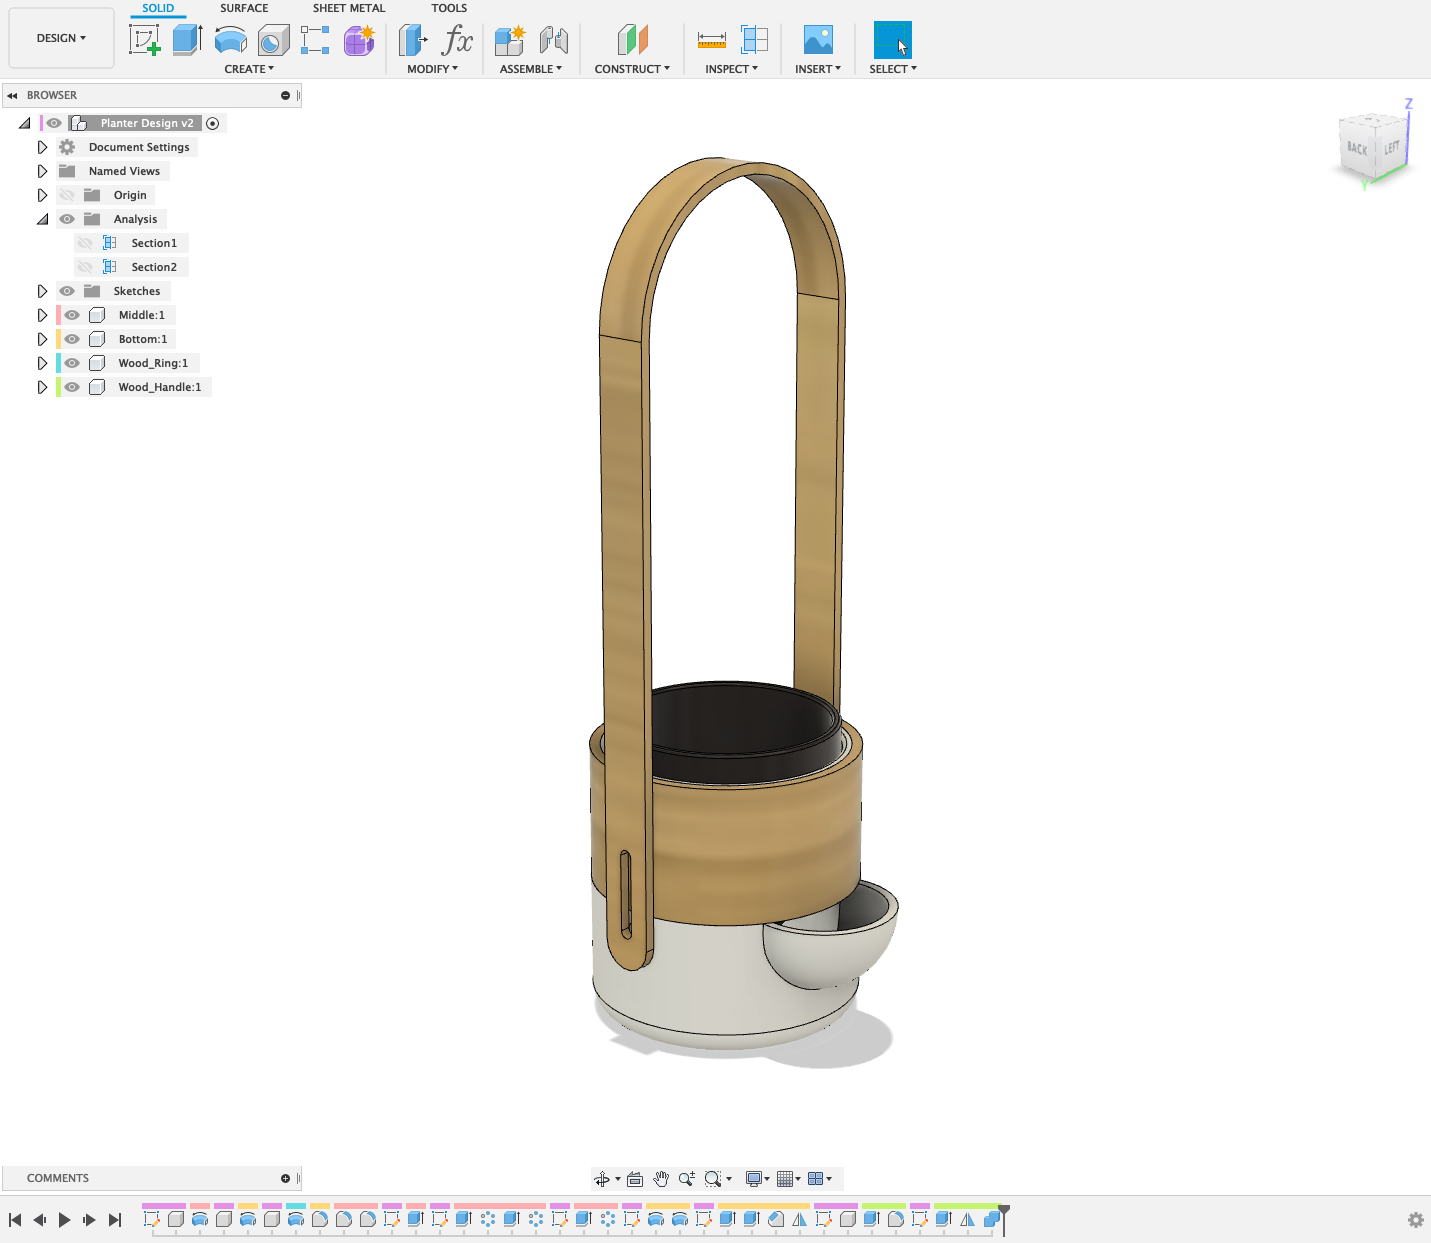 SOLID SURFACE SHEET METAL TOOLS
DESIGN
CREATE MODIFY ASSEMBLE CONSTRUCT INSPECT INSERT SELECT
BROWSER
Planter Design v2
Document Settings
Named Views
Origin
Analysis
Section1
Section2
Sketches
Middle:1
Bottom:1
Wood_Ring:1
Wood_Handle:1
Z
BACK LEFT
Y
COMMENTS